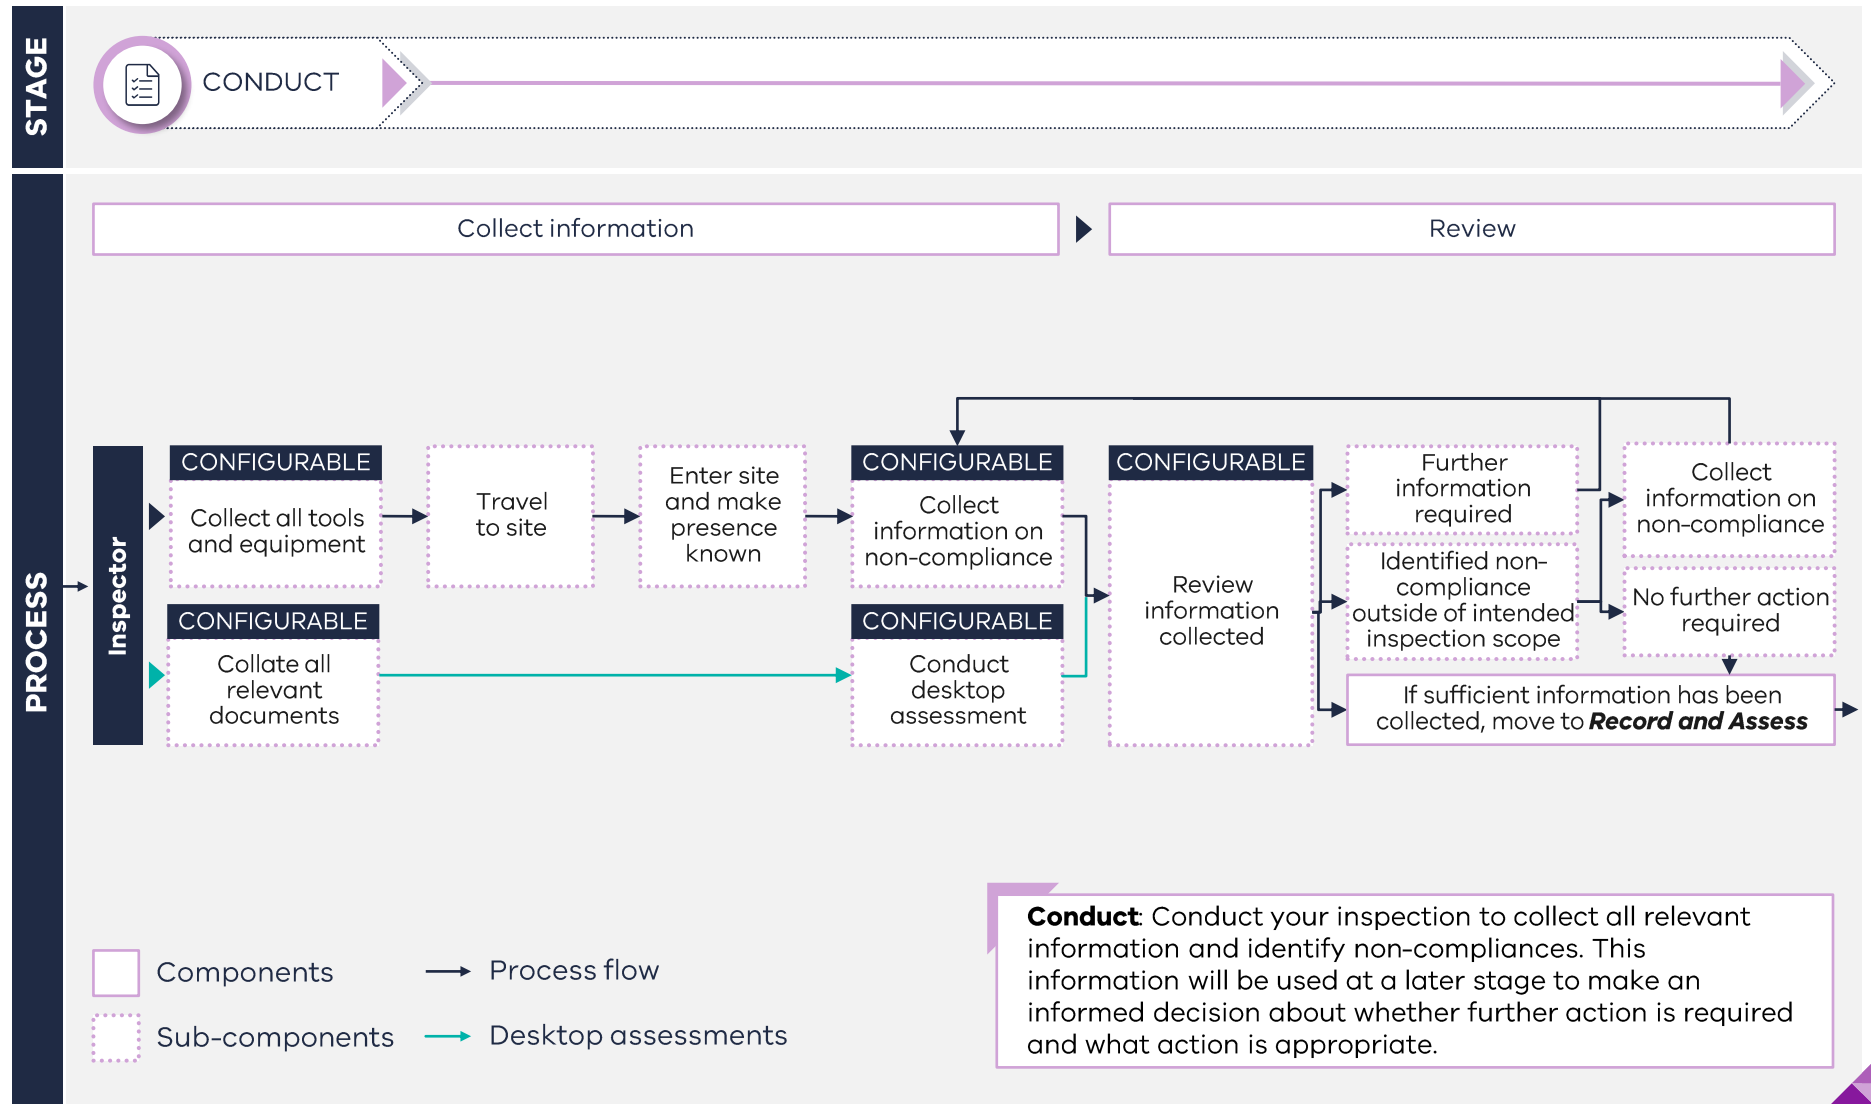 STAGE
CONDUCT
PROCESS
Collect information
Review
Inspector
CONFIGURABLE
Collect all tools
and equipment
Travel
to site
Enter site
and make
presence
known
CONFIGURABLE
Collect
information on
non-compliance
CONFIGURABLE
Collate all
relevant
documents
CONFIGURABLE
Conduct
desktop
assessment
CONFIGURABLE
Review
information
collected
Further
information
required
Identified non-
compliance
outside of intended
inspection scope
Collect
information on
non-compliance
No further action
required
If sufficient information has been
collected, move to Record and Assess
Components
Process flow
Sub-components
Desktop assessments
Conduct: Conduct your inspection to collect all relevant
information and identify non-compliances. This
information will be used at a later stage to make an
informed decision about whether further action is required
and what action is appropriate.